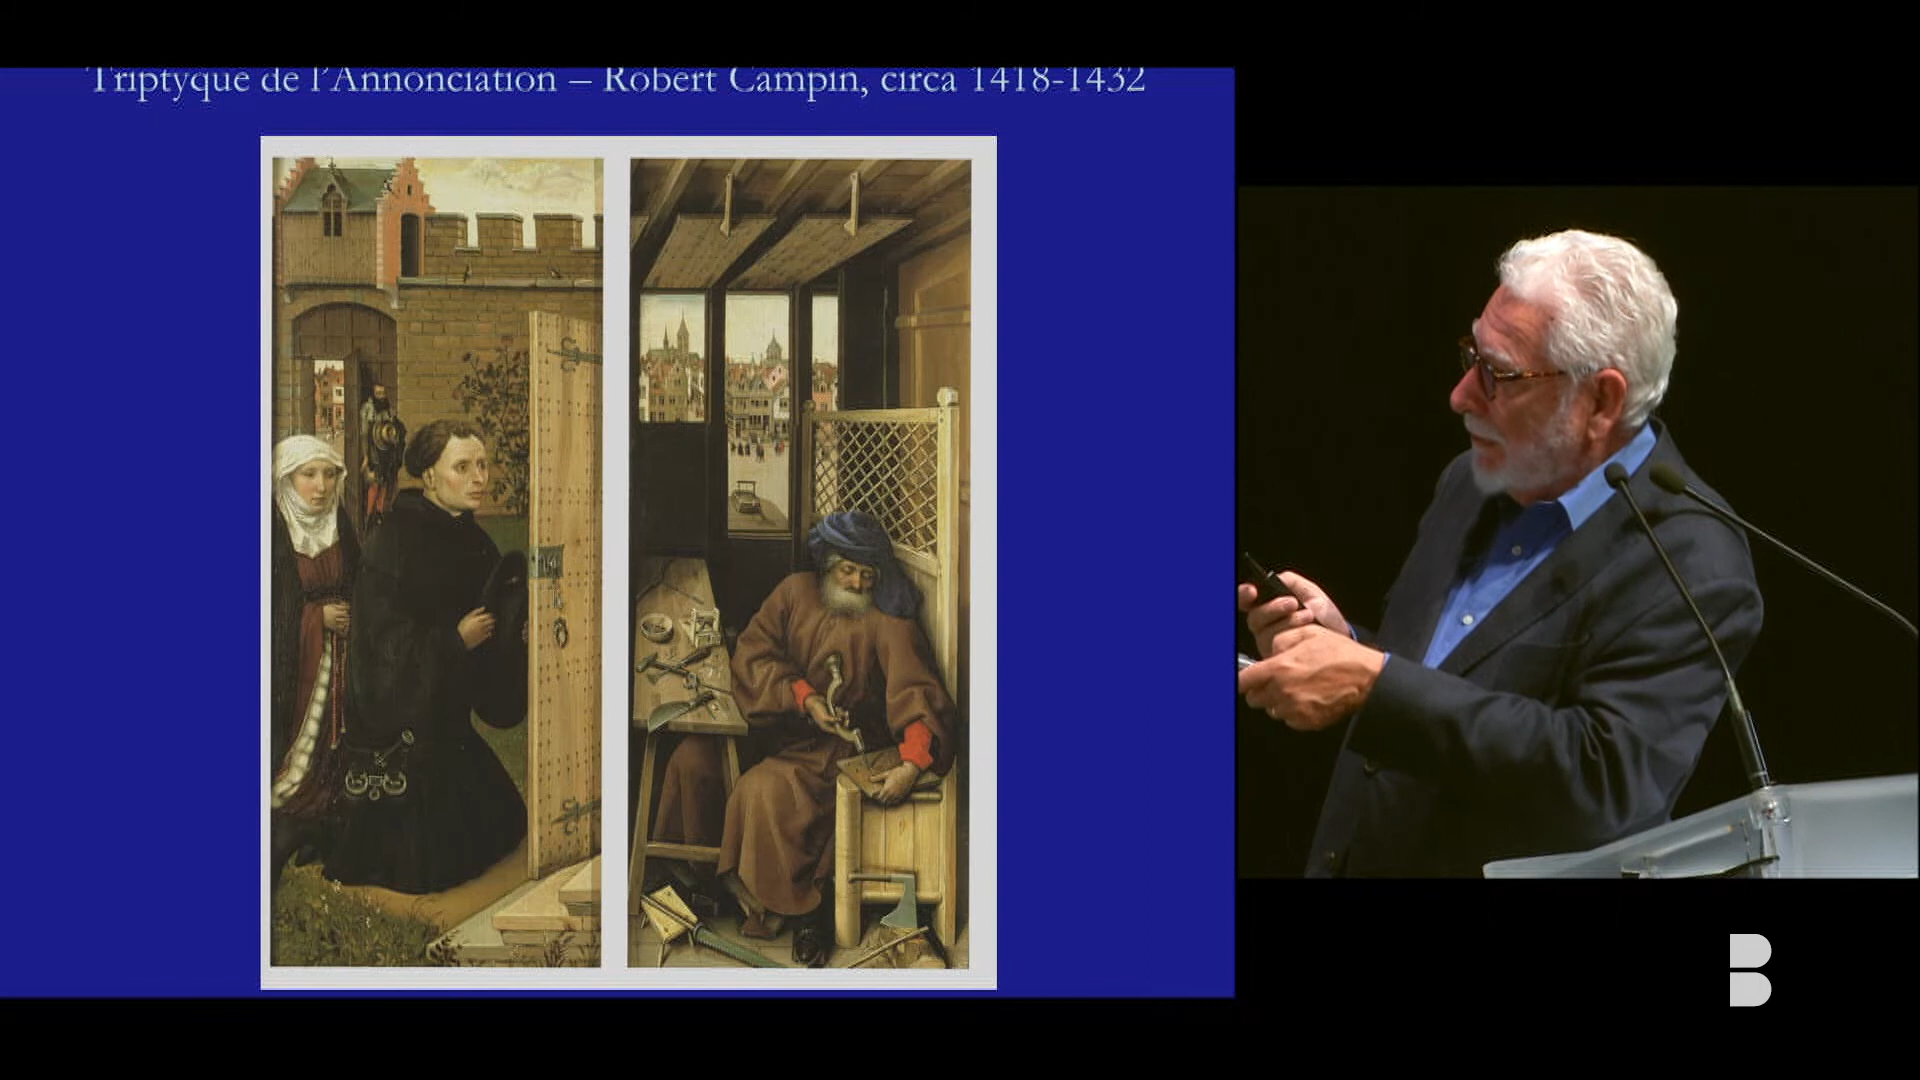 Triptyque de l'Annonciation – Robert Campin, circa 1418-1432
B